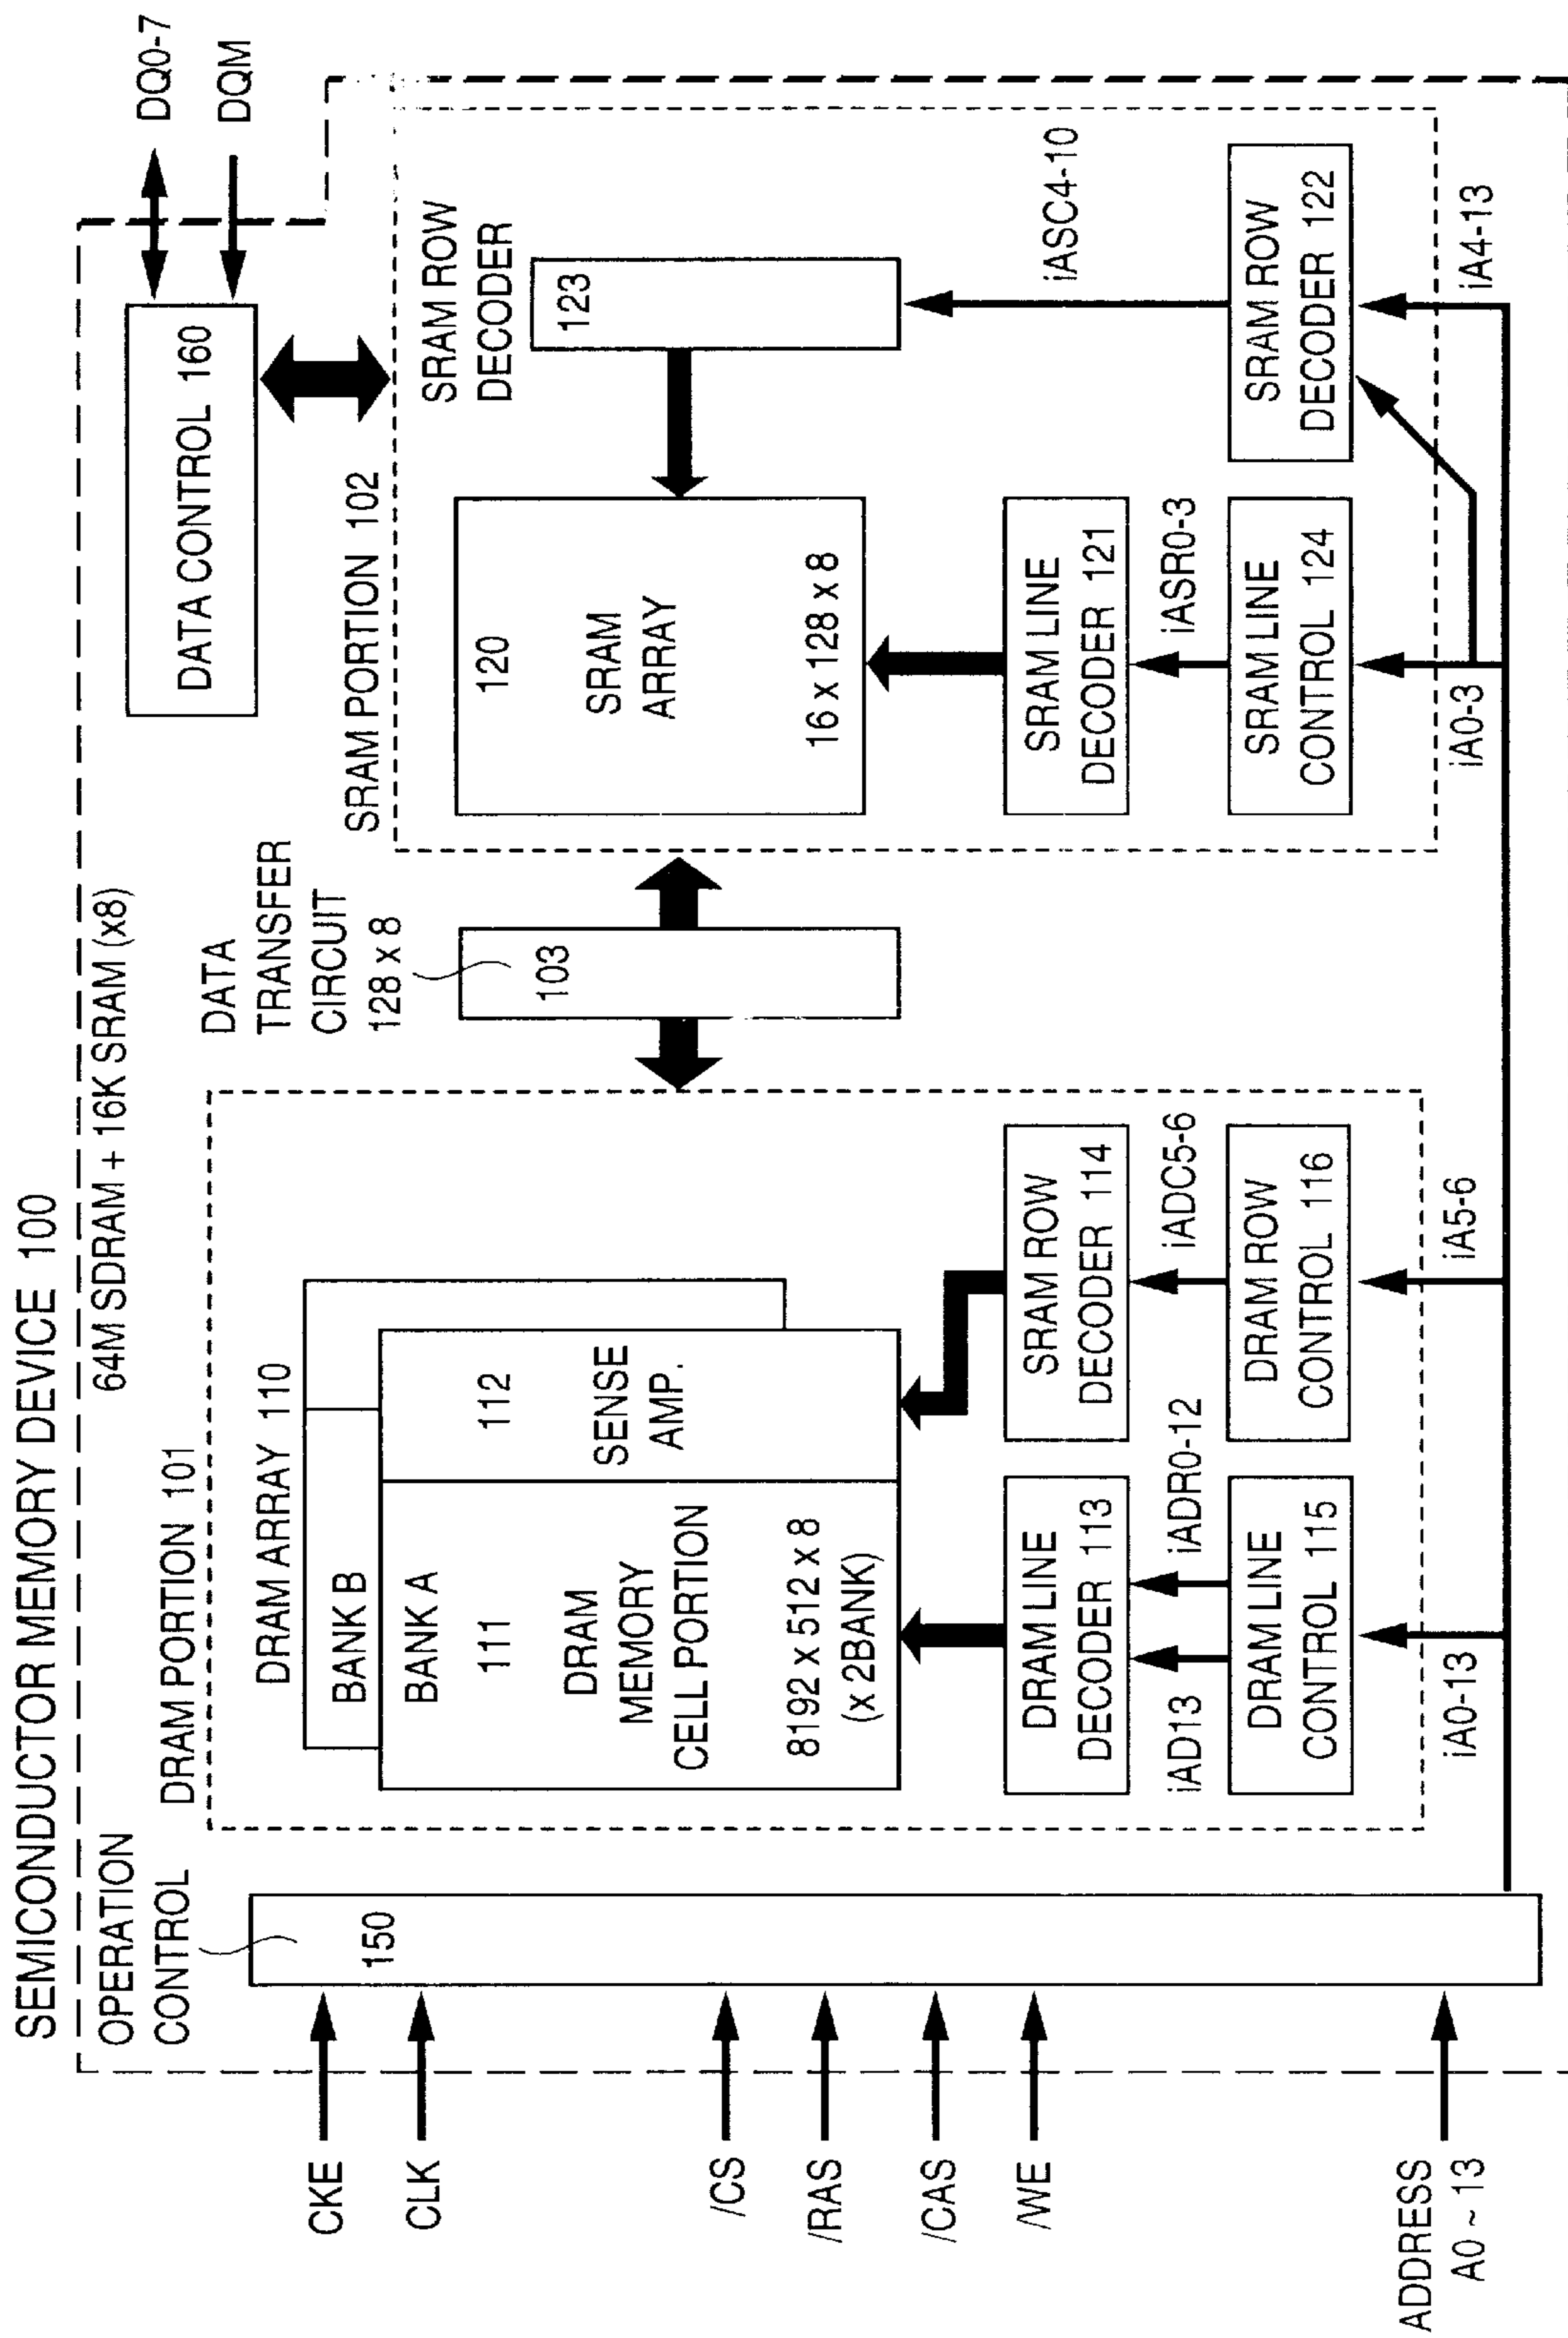 SEMICONDUCTOR MEMORY DEVICE 100
64M SDRAM + 16K SRAM (x8)
OPERATION
CONTROL
150
CKE
CLK
/CS
/RAS
/CAS
/WE
ADDRESS
A0 ~ 13
DRAM PORTION 101
DRAM ARRAY 110
BANK B
BANK A
111
DRAM
MEMORY
CELL PORTION
8192 x 512 x 8
(x 2BANK)
112
SENSE
AMP.
DRAM LINE
DECODER 113
SRAM ROW
DECODER 114
iAD13
iADR0-12
iADC5-6
DRAM LINE
CONTROL 115
DRAM ROW
CONTROL 116
iA0-13
iA5-6
DATA
TRANSFER
CIRCUIT
128 x 8
103
DATA CONTROL 160
DQ0-7
DQM
SRAM PORTION 102
SRAM ROW
DECODER
120
SRAM
ARRAY
16 x 128 x 8
123
SRAM LINE
DECODER 121
iASR0-3
iASC4-10
SRAM LINE
CONTROL 124
SRAM ROW
DECODER 122
iA0-3
iA4-13